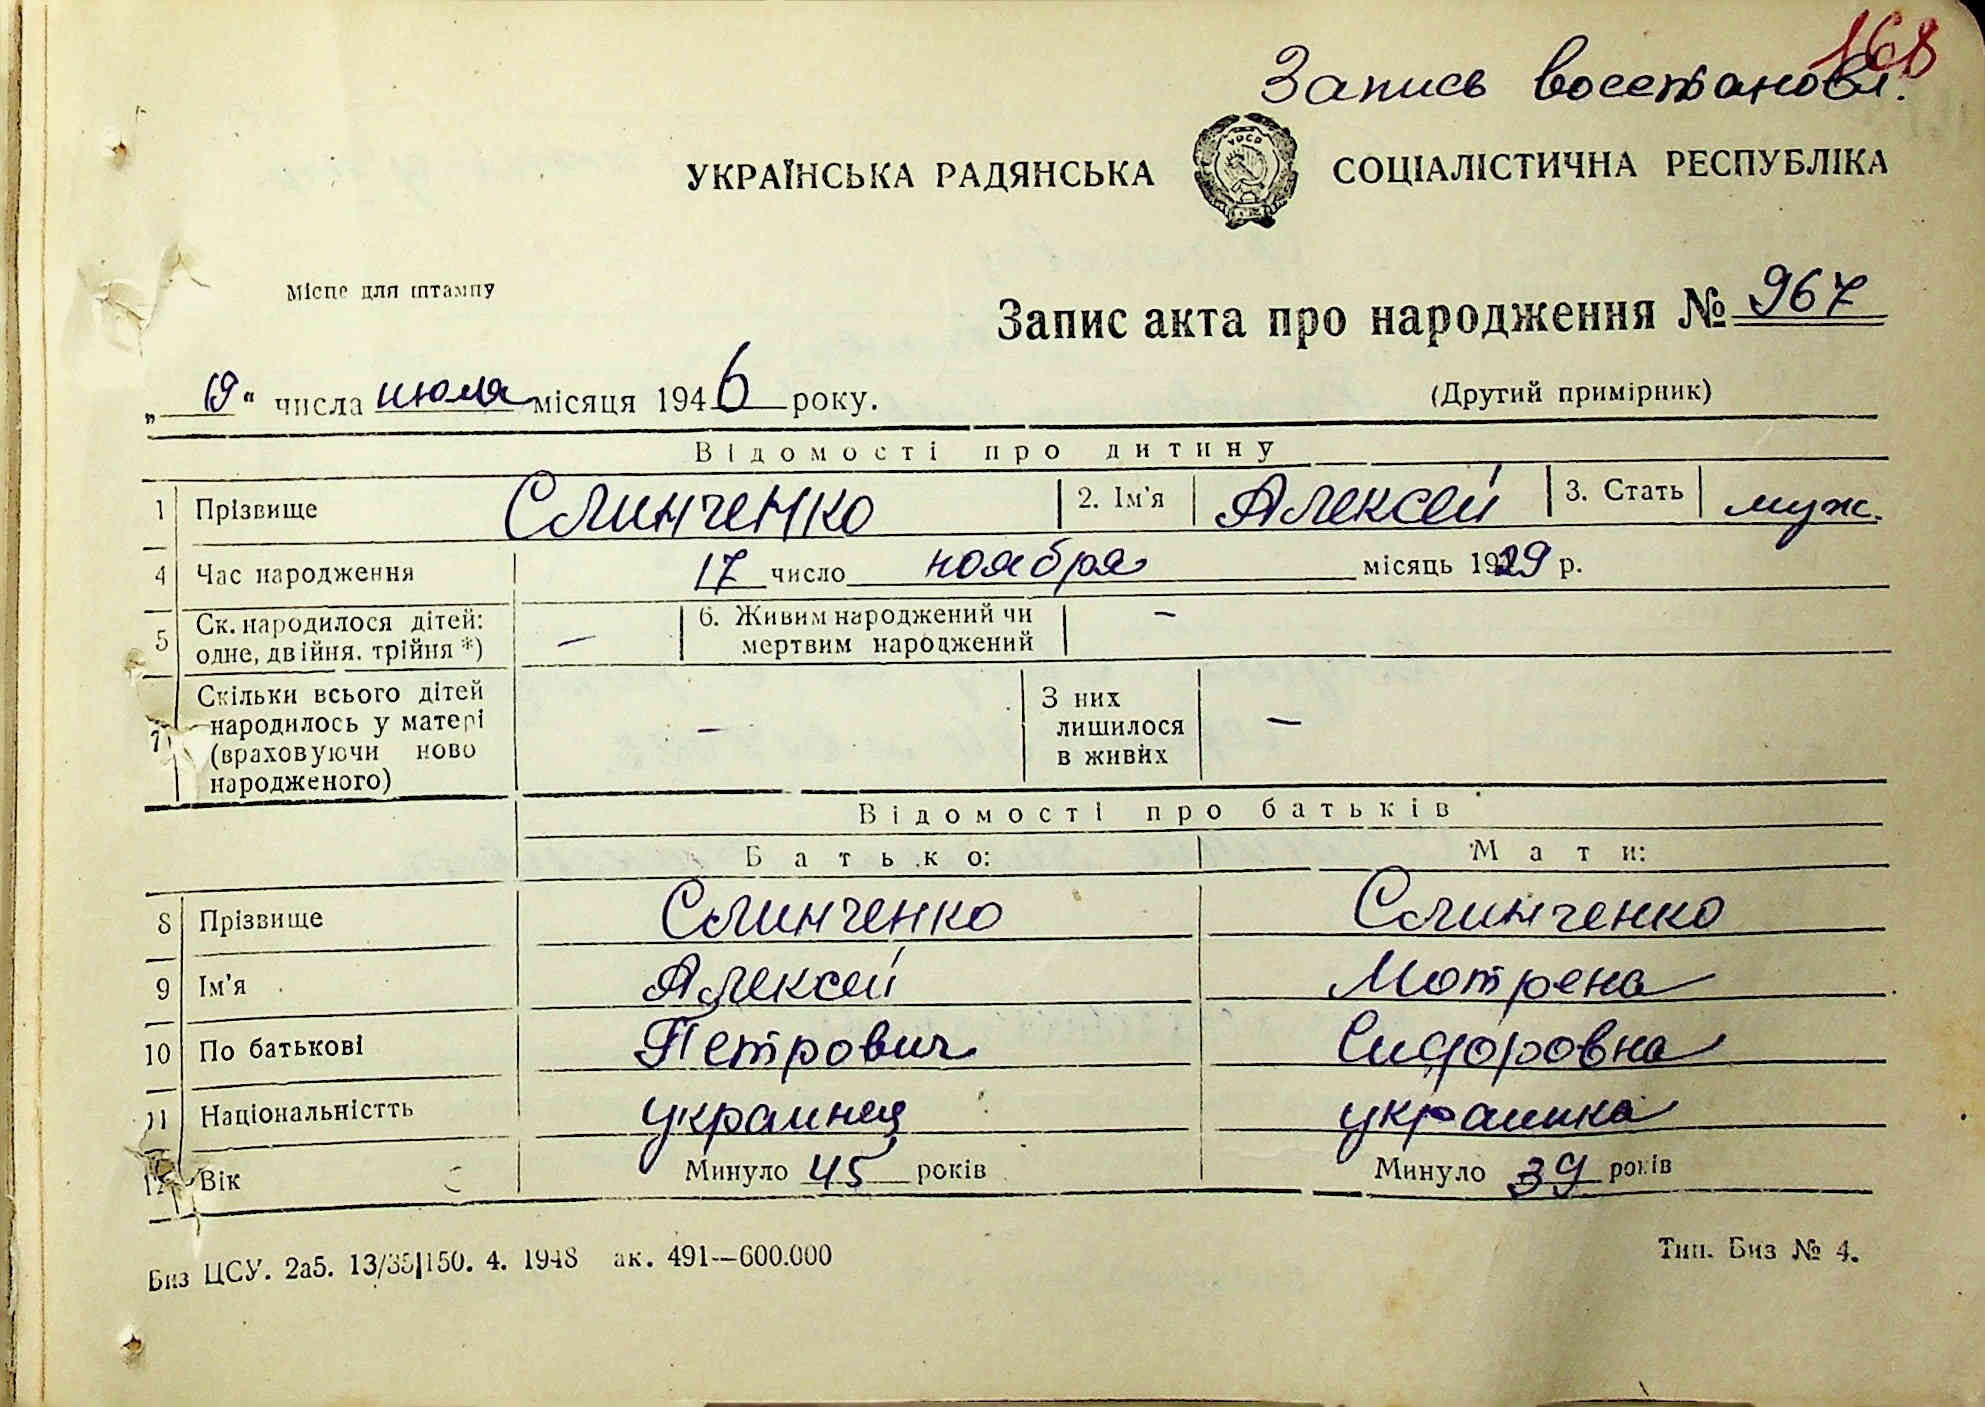 168
Запись восстановл.
УКРАЇНСЬКА РАДЯНСЬКА СОЦІАЛІСТИЧНА РЕСПУБЛІКА
УРСР
Місце для штампу
Запис акта про народження № 967
„19“ числа июля місяця 1946 року.
(Другий примірник)
Відомості про дитину
1 Прізвище Слинченко 2. Ім'я Алексей 3. Стать муж.
4 Час народження 17 число ноября місяць 1929 р.
5 Ск. народилося дітей: одне, двійня, трійня *) — 6. Живим народжений чи мертвим народжений —
7 Скільки всього дітей народилось у матері (враховуючи ново народженого) — З них лишилося в живих —
Відомості про батьків
Батько: Мати:
8 Прізвище Слинченко Слинченко
9 Ім'я Алексей Мотрена
10 По батькові Петрович Сидоровна
11 Національністть украинец украинка
12 Вік Минуло 45 років Минуло 39 років
Биз ЦСУ. 2а5. 13/35|150. 4. 1948 ак. 491—600.000 Тип. Биз № 4.